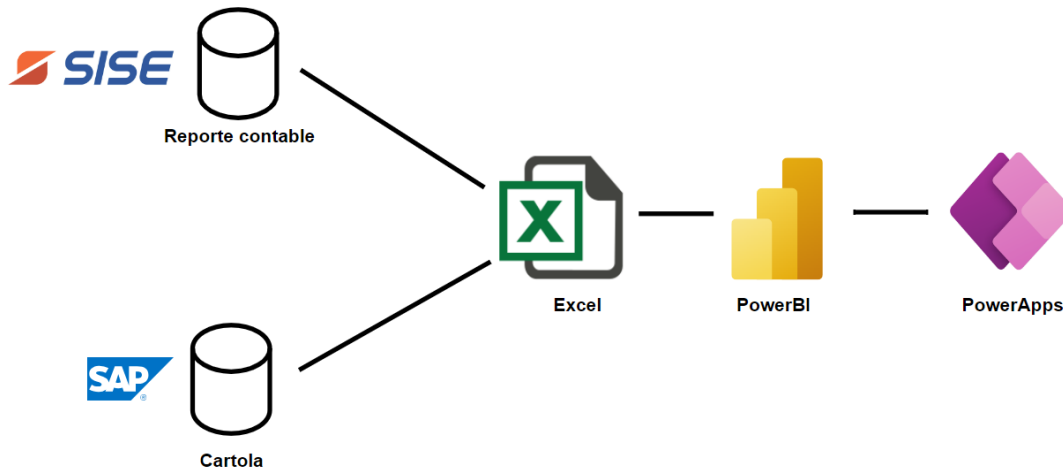 SISE
Reporte contable
X
Excel
PowerBI
PowerApps
SAP®
Cartola